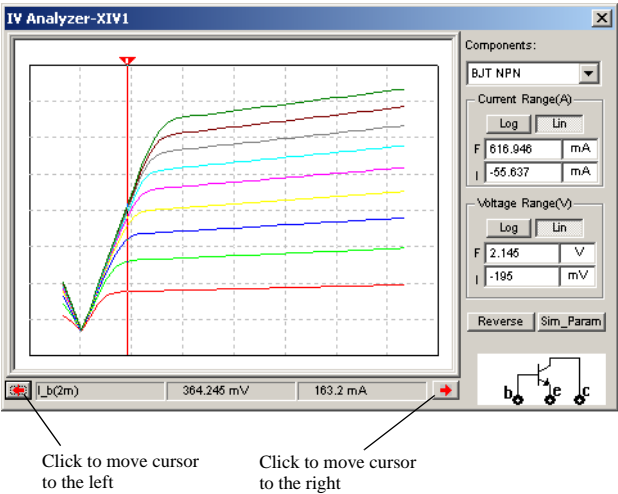 IV Analyzer-XIV1
Components:
BJT NPN
Current Range(A)
Log Lin
F 616.946 mA
I -55.637 mA
Voltage Range(V)
Log Lin
F 2.145 V
I -195 mV
Reverse Sim_Param
b e c
I_b(2m) 364.245 mV 163.2 mA
Click to move cursor
to the left
Click to move cursor
to the right